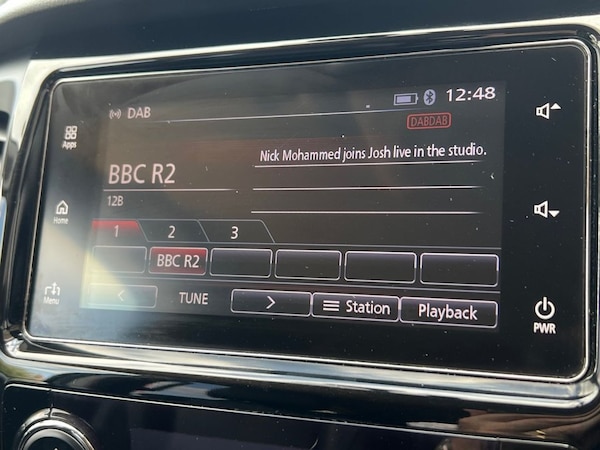 DAB
12:48
DABDAB
Apps
Nick Mohammed joins Josh live in the studio.
BBC R2
12B
Home
1 2 3
BBC R2
Menu
< TUNE > Station Playback
PWR